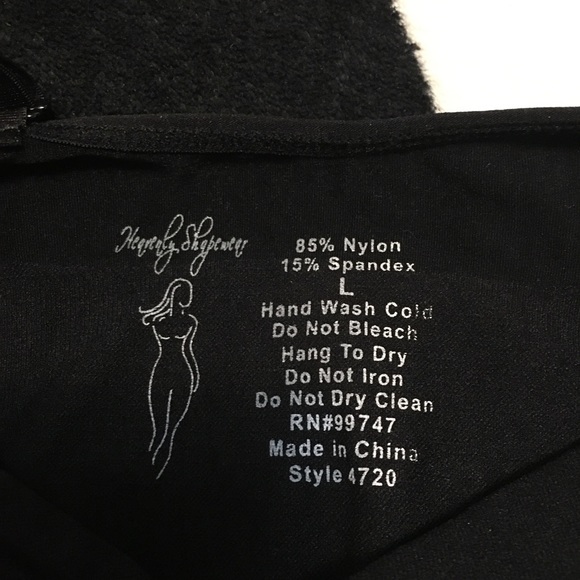 Heavenly Shapewear
85% Nylon
15% Spandex
L
Hand Wash Cold
Do Not Bleach
Hang To Dry
Do Not Iron
Do Not Dry Clean
RN#99747
Made in China
Style 4720